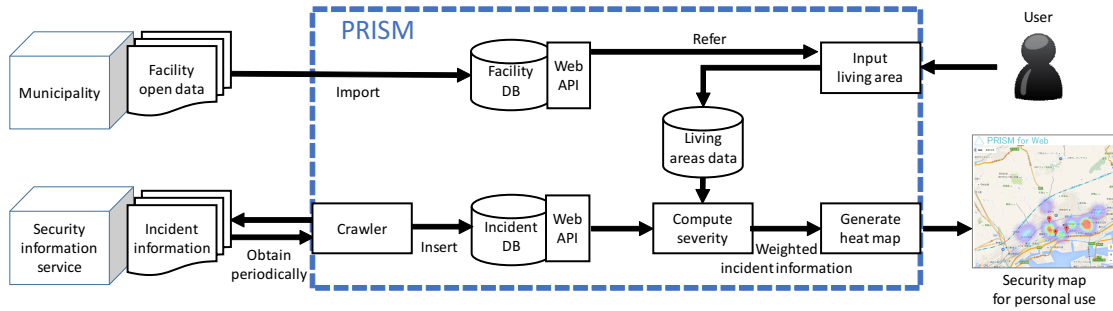 PRISM
User
Municipality
Facility
open data
Import
Facility
DB
Web
API
Refer
Input
living area
Living
areas data
PRISM for Web
Security
information
service
Incident
information
Obtain
periodically
Crawler
Insert
Incident
DB
Web
API
Compute
severity
Weighted
incident information
Generate
heat map
Security map
for personal use